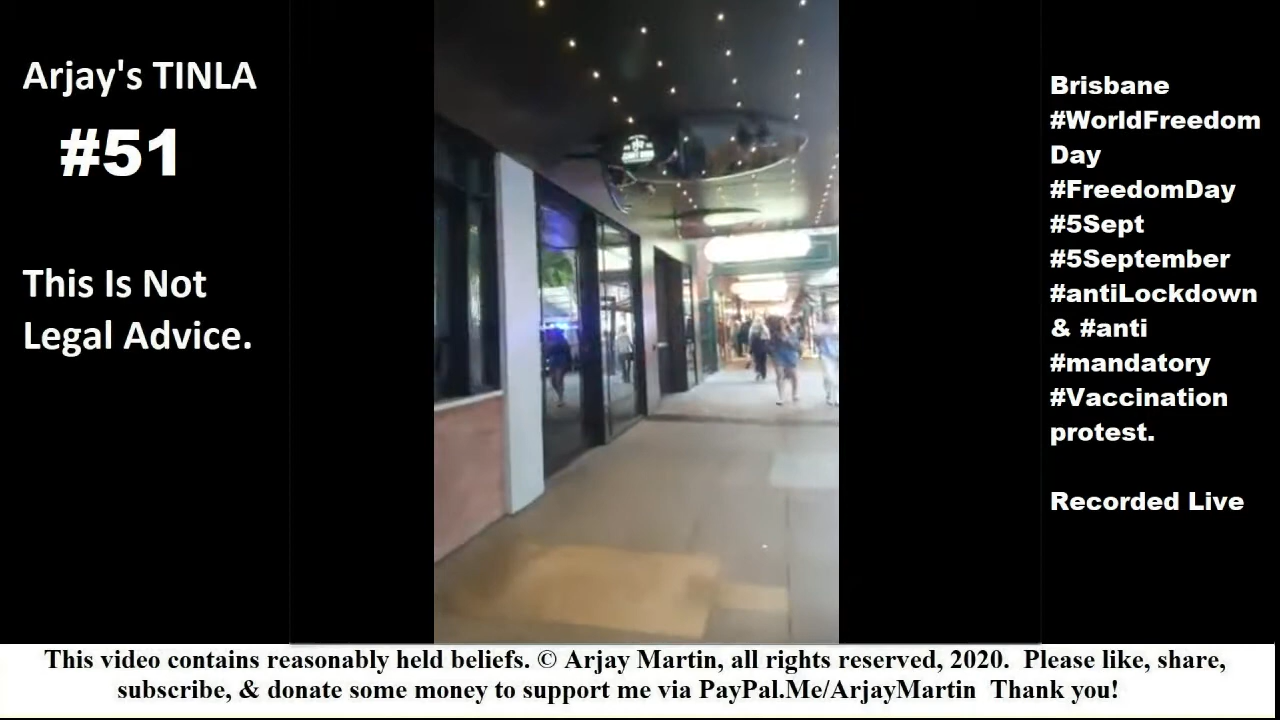 Arjay's TINLA
#51
This Is Not
Legal Advice.
Brisbane
#WorldFreedom
Day
#FreedomDay
#5Sept
#5September
#antiLockdown
& #anti
#mandatory
#Vaccination
protest.
Recorded Live
This video contains reasonably held beliefs. © Arjay Martin, all rights reserved, 2020.  Please like, share,
subscribe, & donate some money to support me via PayPal.Me/ArjayMartin  Thank you!